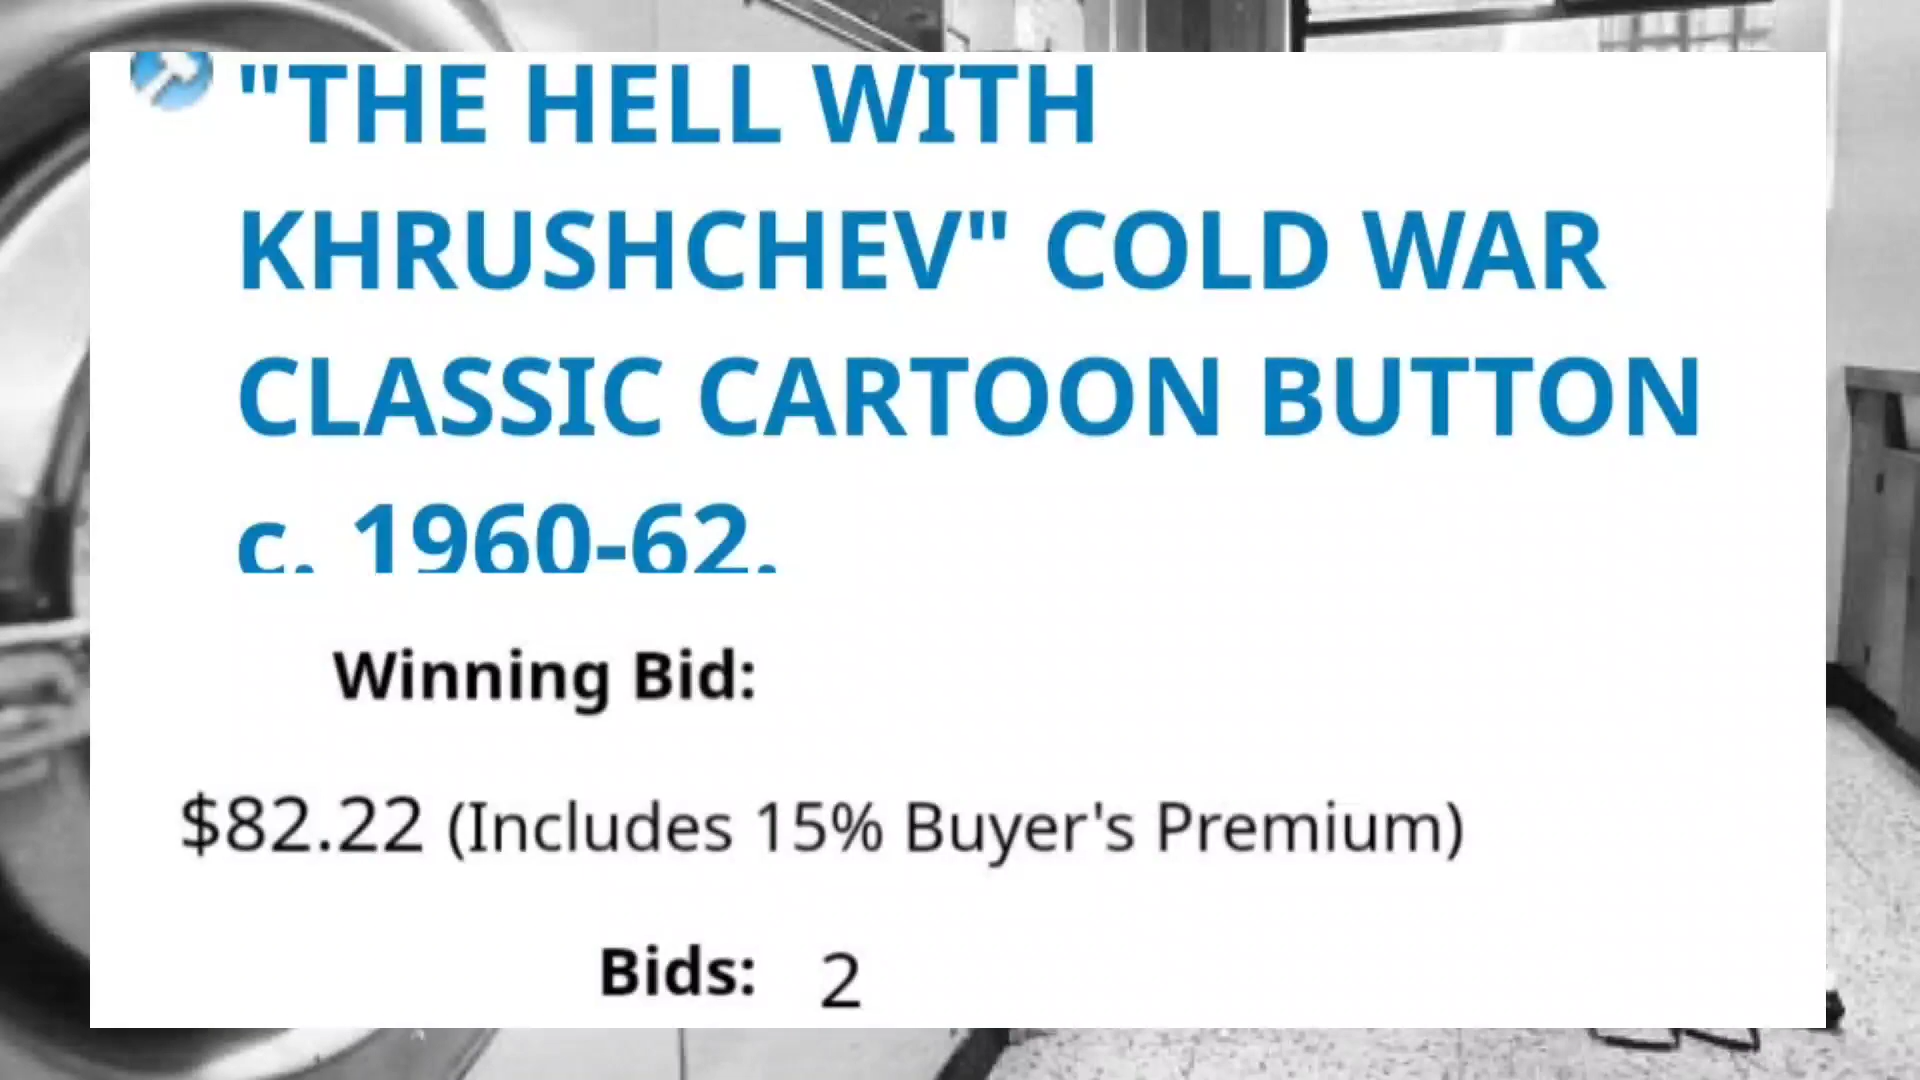 "THE HELL WITH
KHRUSHCHEV" COLD WAR
CLASSIC CARTOON BUTTON
c. 1960-62.
Winning Bid:
$82.22 (Includes 15% Buyer's Premium)
Bids: 2